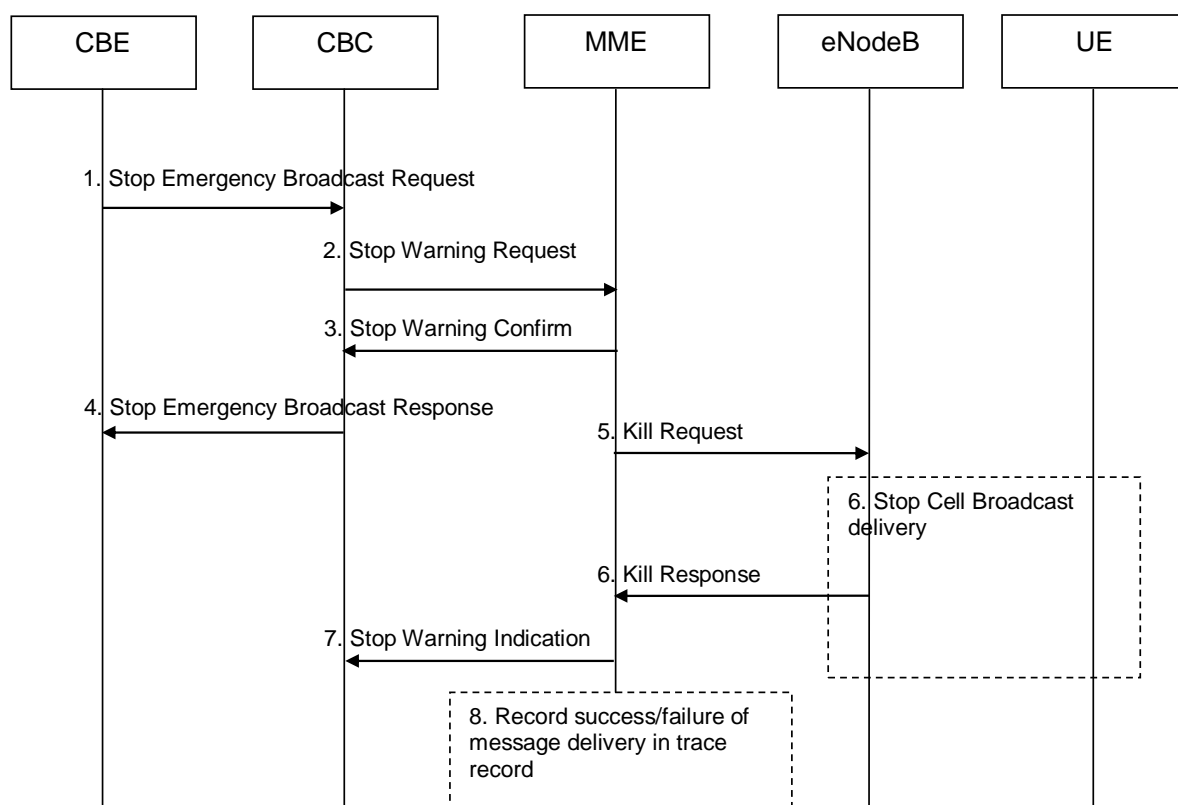 CBE
CBC
MME
eNodeB
UE
1. Stop Emergency Broadcast Request
2. Stop Warning Request
3. Stop Warning Confirm
4. Stop Emergency Broadcast Response
5. Kill Request
6. Stop Cell Broadcast
delivery
6. Kill Response
7. Stop Warning Indication
8. Record success/failure of
message delivery in trace
record